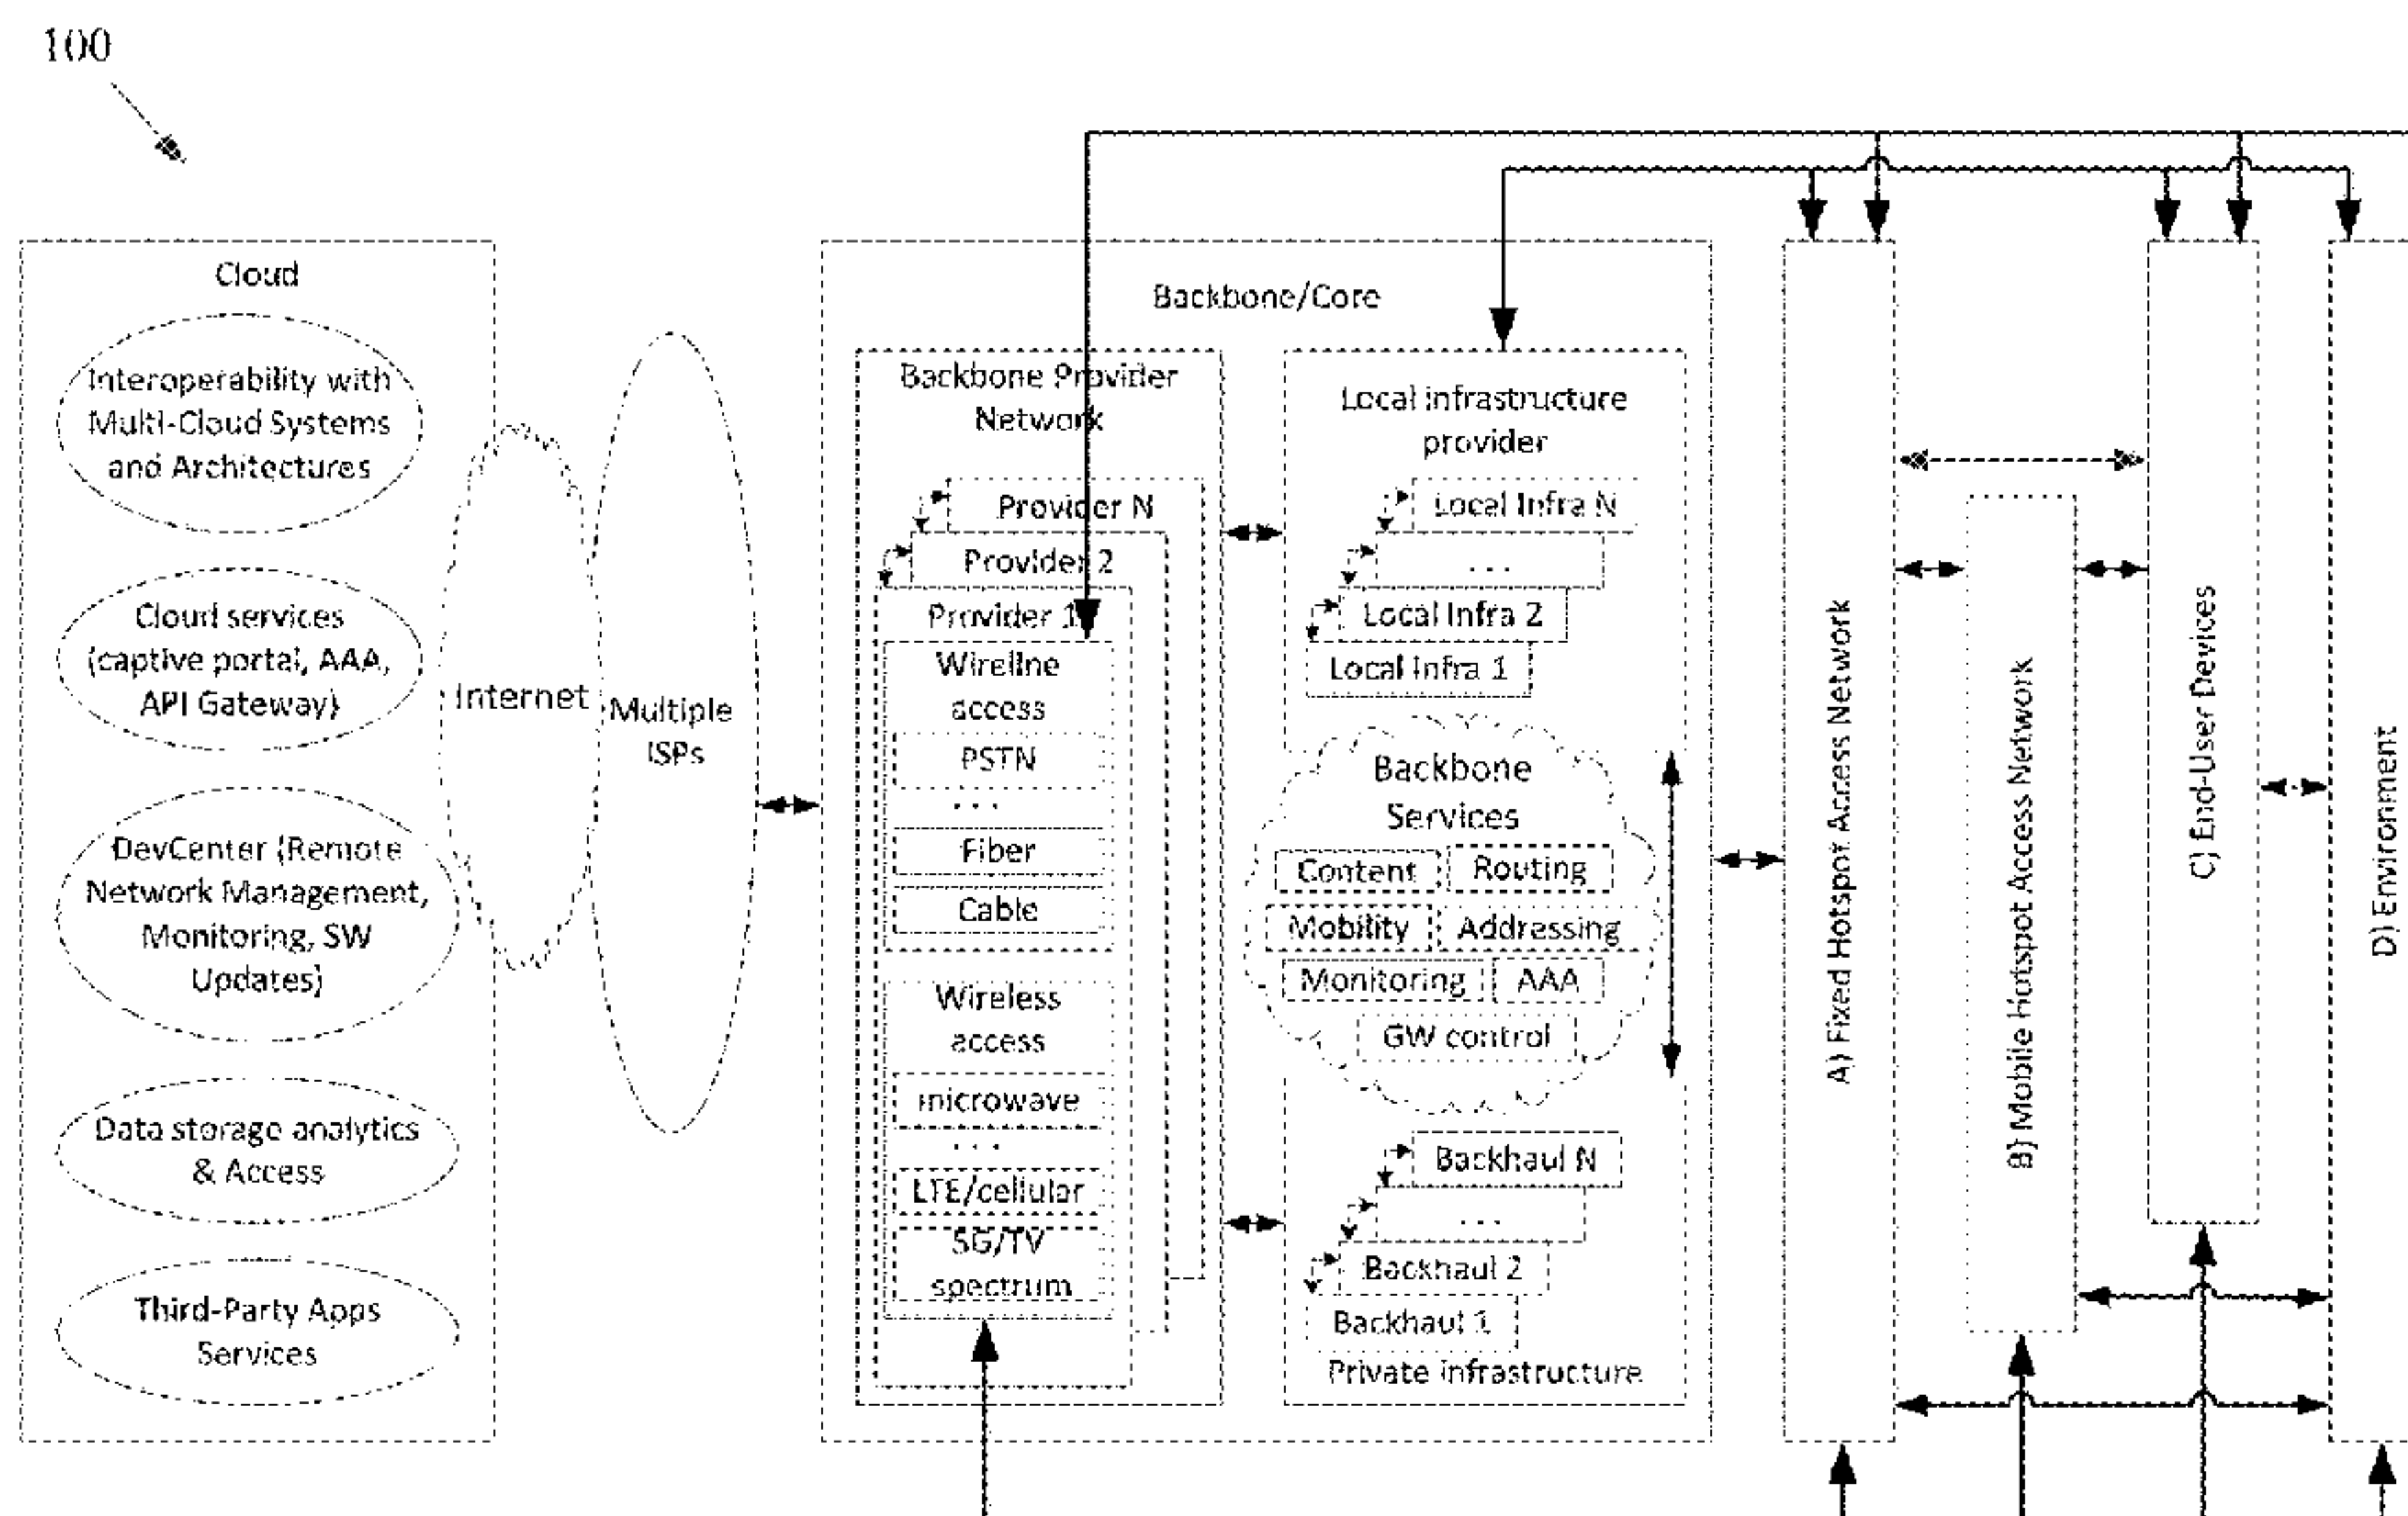 100
Cloud
Interoperability with
Multi-Cloud Systems
and Architectures
Cloud services
(captive portal, AAA,
API Gateway)
DevCenter (Remote
Network Management,
Monitoring, SW
Updates)
Data storage analytics
& Access
Third-Party Apps
Services
Internet
Multiple
ISPs
Backbone/Core
Backbone Provider
Network
Provider N
Provider 2
Provider 1
Wireline
access
PSTN
...
Fiber
Cable
Wireless
access
microwave
...
LTE/cellular
5G/TV
spectrum
Local infrastructure
provider
Local Infra N
...
Local Infra 2
Local Infra 1
Backbone
Services
Content
Routing
Mobility
Addressing
Monitoring
AAA
GW control
Backhaul N
...
Backhaul 2
Backhaul 1
Private infrastructure
A) Fixed Hotspot Access Network
B) Mobile Hotspot Access Network
C) End-User Devices
D) Environment